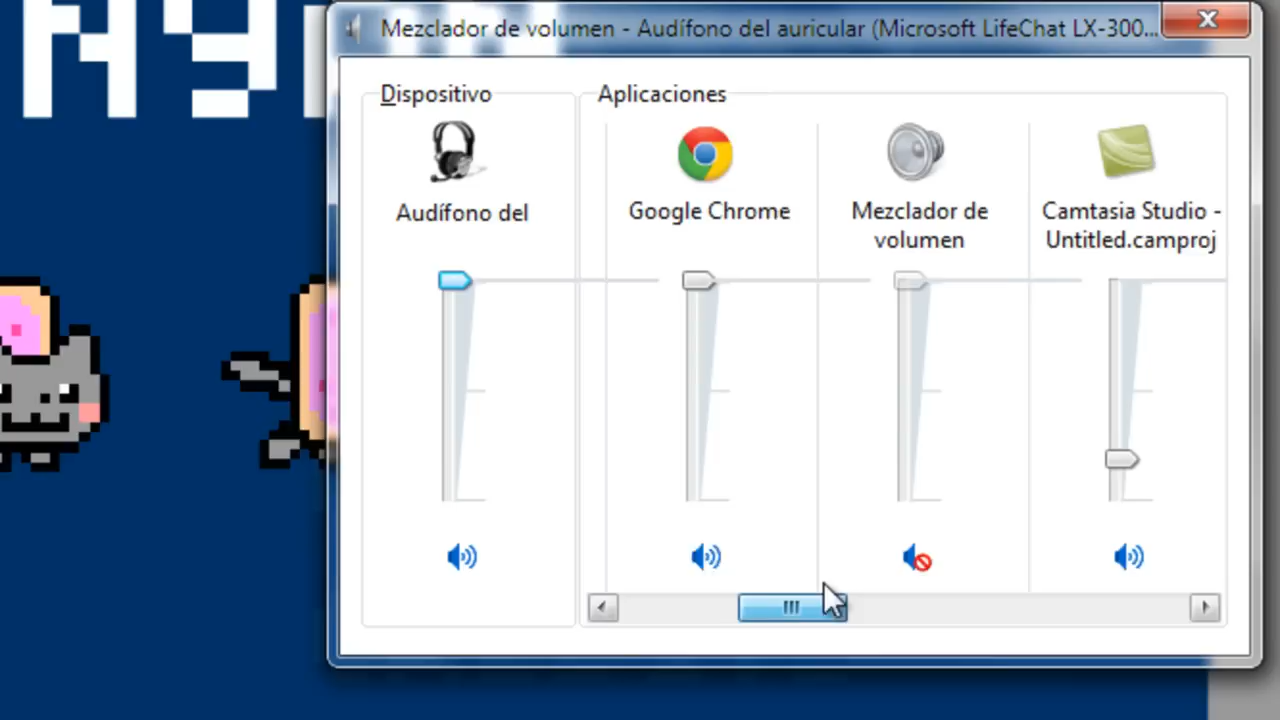 Mezclador de volumen - Audífono del auricular (Microsoft LifeChat LX-300...
Dispositivo
Aplicaciones
Audífono del
Google Chrome
Mezclador de
volumen
Camtasia Studio -
Untitled.camproj